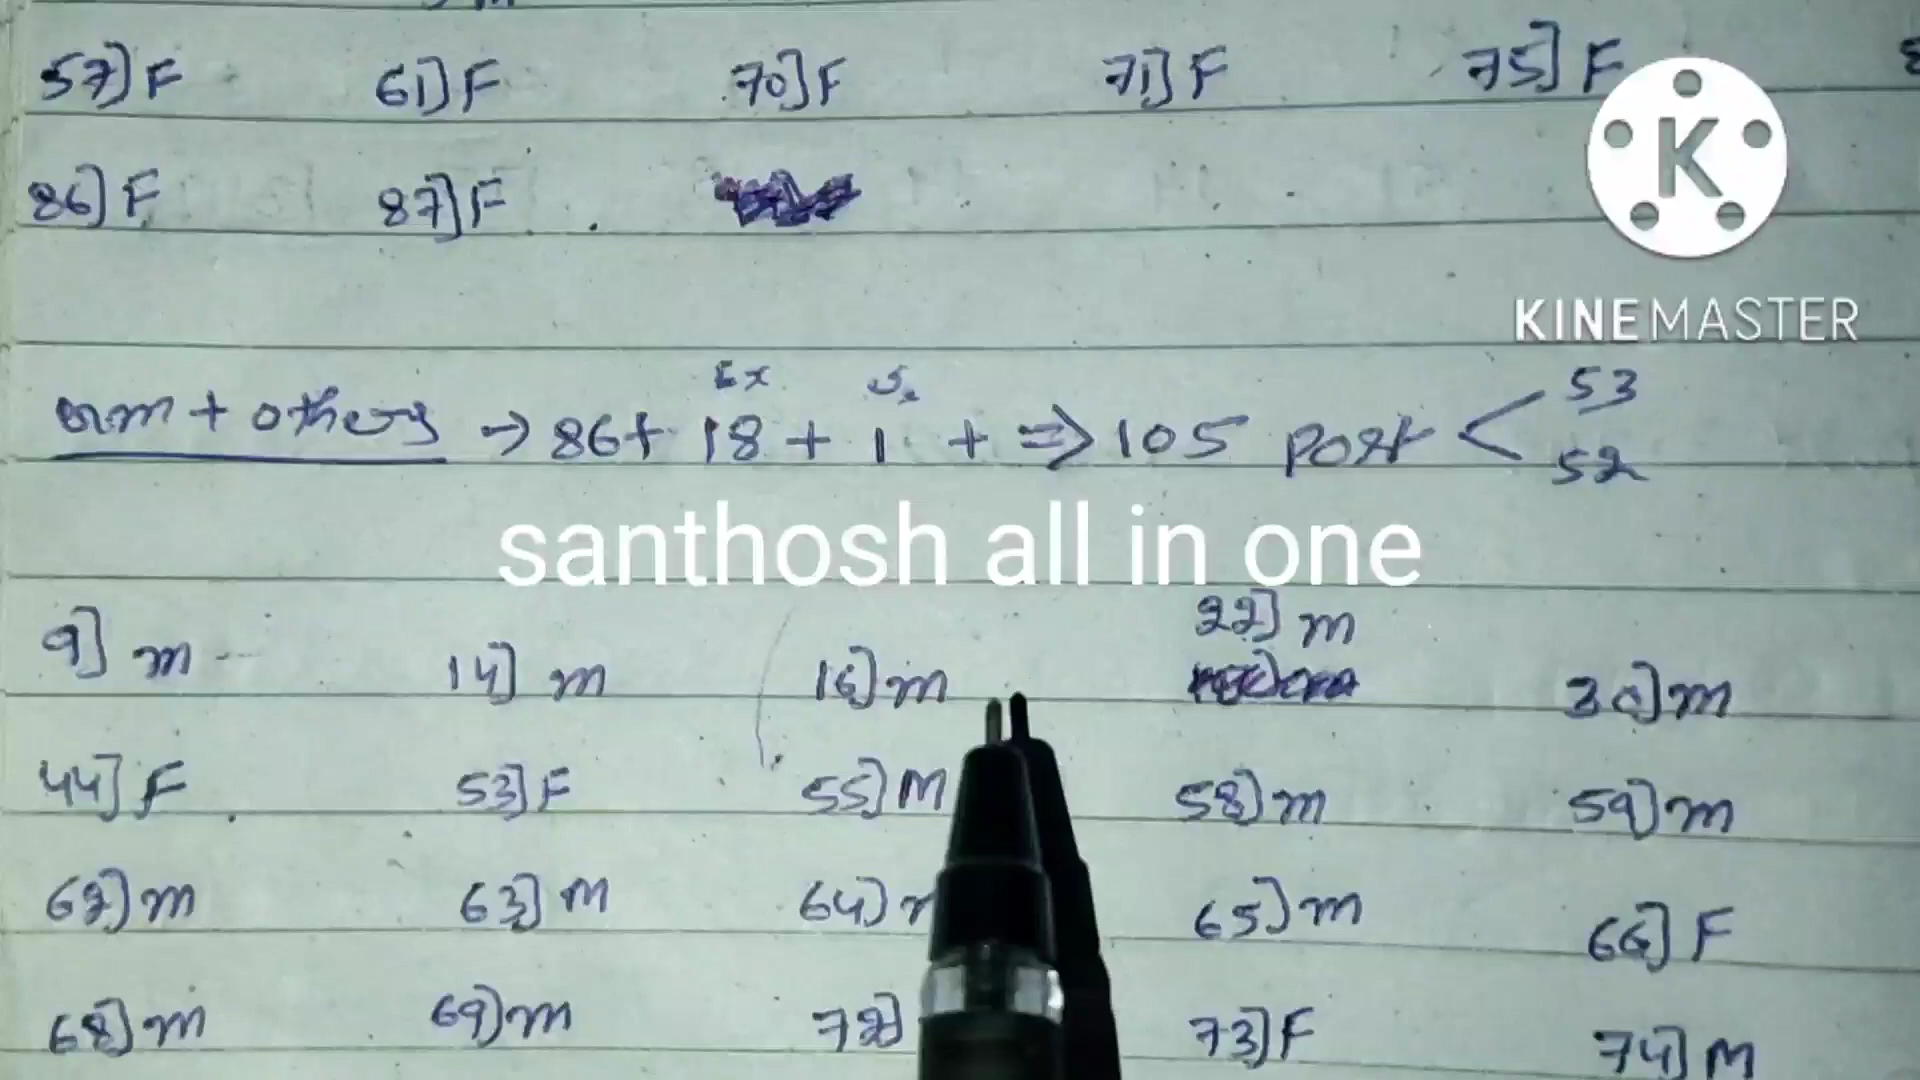 57] F 61] F 70] F 71] F 75] F
86] F 87] F
KINEMASTER
Ex
+ others → 86 + 18 + 1 + => 105 post < 53
52
santhosh all in one
22] m
9] m 14] m 16] m 30] m
44] F 53] F 55] M 58] m 59] m
62] m 63] M 64] 65] m 66] F
68] m 69] m 72] 73] F 74] M